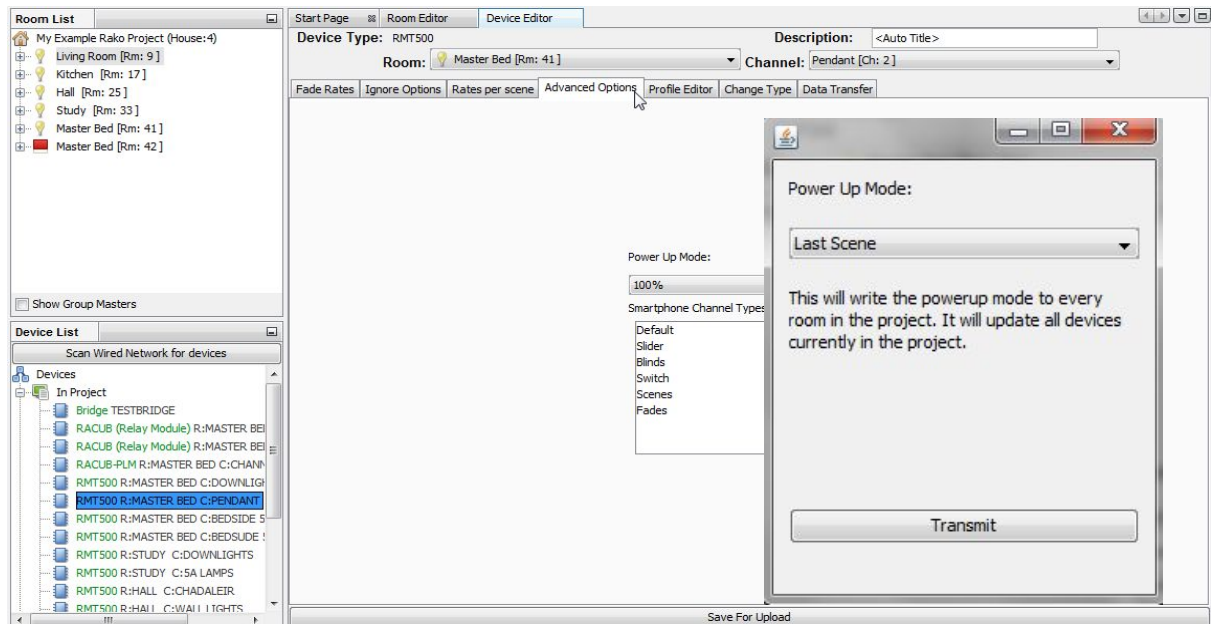 Room List
My Example Rako Project (House:4)
Living Room [Rm: 9 ]
Kitchen [Rm: 17 ]
Hall [Rm: 25 ]
Study [Rm: 33 ]
Master Bed [Rm: 41 ]
Master Bed [Rm: 42 ]
Show Group Masters
Device List
Scan Wired Network for devices
Devices
In Project
Bridge TESTBRIDGE
RACUB (Relay Module) R:MASTER BE
RACUB (Relay Module) R:MASTER BE
RACUB-PLM R:MASTER BED C:CHANN
RMT500 R:MASTER BED C:DOWNLIGH
RMT500 R:MASTER BED C:PENDANT
RMT500 R:MASTER BED C:BEDSIDE 5
RMT500 R:MASTER BED C:BEDSUDE
RMT500 R:STUDY C:DOWNLIGHTS
RMT500 R:STUDY C:5A LAMPS
RMT500 R:HALL C:CHADALEIR
RMT500 R:HALL C:WALL LIGHTS
Start Page Room Editor Device Editor
Device Type: RMT500 Description: <Auto Title>
Room: Master Bed [Rm: 41 ] Channel: Pendant [Ch: 2 ]
Fade Rates Ignore Options Rates per scene Advanced Options Profile Editor Change Type Data Transfer
Power Up Mode:
100%
Smartphone Channel Types
Default
Slider
Blinds
Switch
Scenes
Fades
Power Up Mode:
Last Scene
This will write the powerup mode to every
room in the project. It will update all devices
currently in the project.
Transmit
Save For Upload